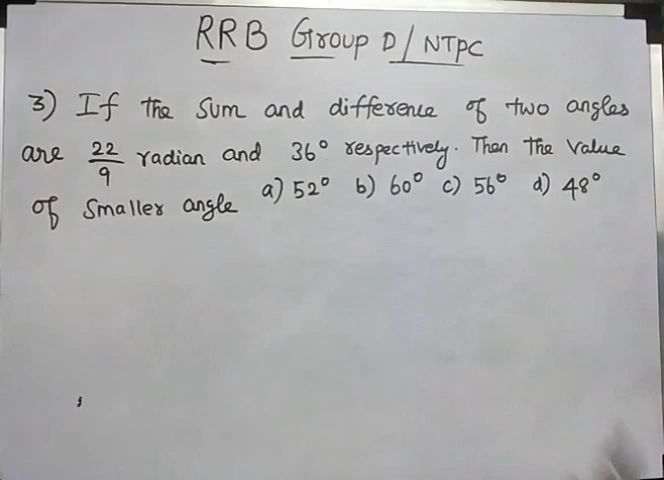 RRB Group D/NTPC
3) If the sum and difference of two angles
are 22/9 radian and 36° respectively. Then the value
of smaller angle a) 52° b) 60° c) 56° d) 48°